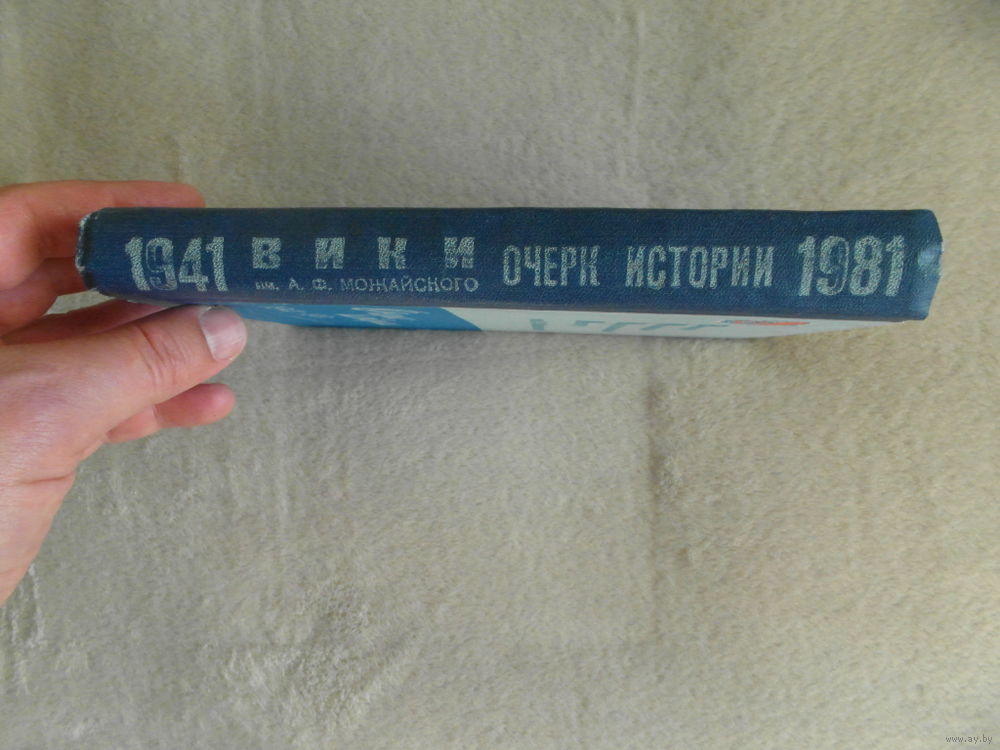 1941
ВИКИ
им. А. Ф. МОЖАЙСКОГО
ОЧЕРК ИСТОРИИ
1981
www.ay.by